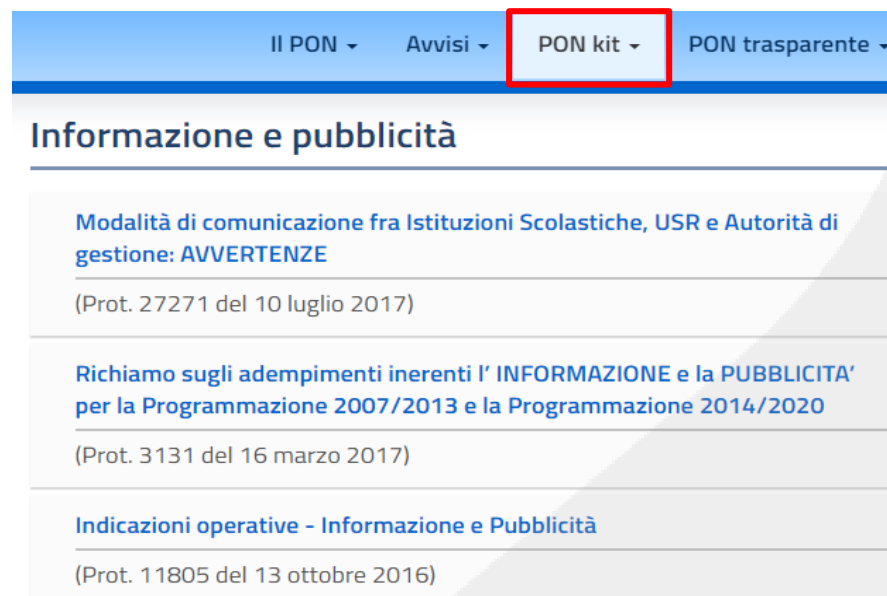 Il PON Avvisi PON kit PON trasparente
Informazione e pubblicità
Modalità di comunicazione fra Istituzioni Scolastiche, USR e Autorità di
gestione: AVVERTENZE
(Prot. 27271 del 10 luglio 2017)
Richiamo sugli adempimenti inerenti l’ INFORMAZIONE e la PUBBLICITA’
per la Programmazione 2007/2013 e la Programmazione 2014/2020
(Prot. 3131 del 16 marzo 2017)
Indicazioni operative - Informazione e Pubblicità
(Prot. 11805 del 13 ottobre 2016)